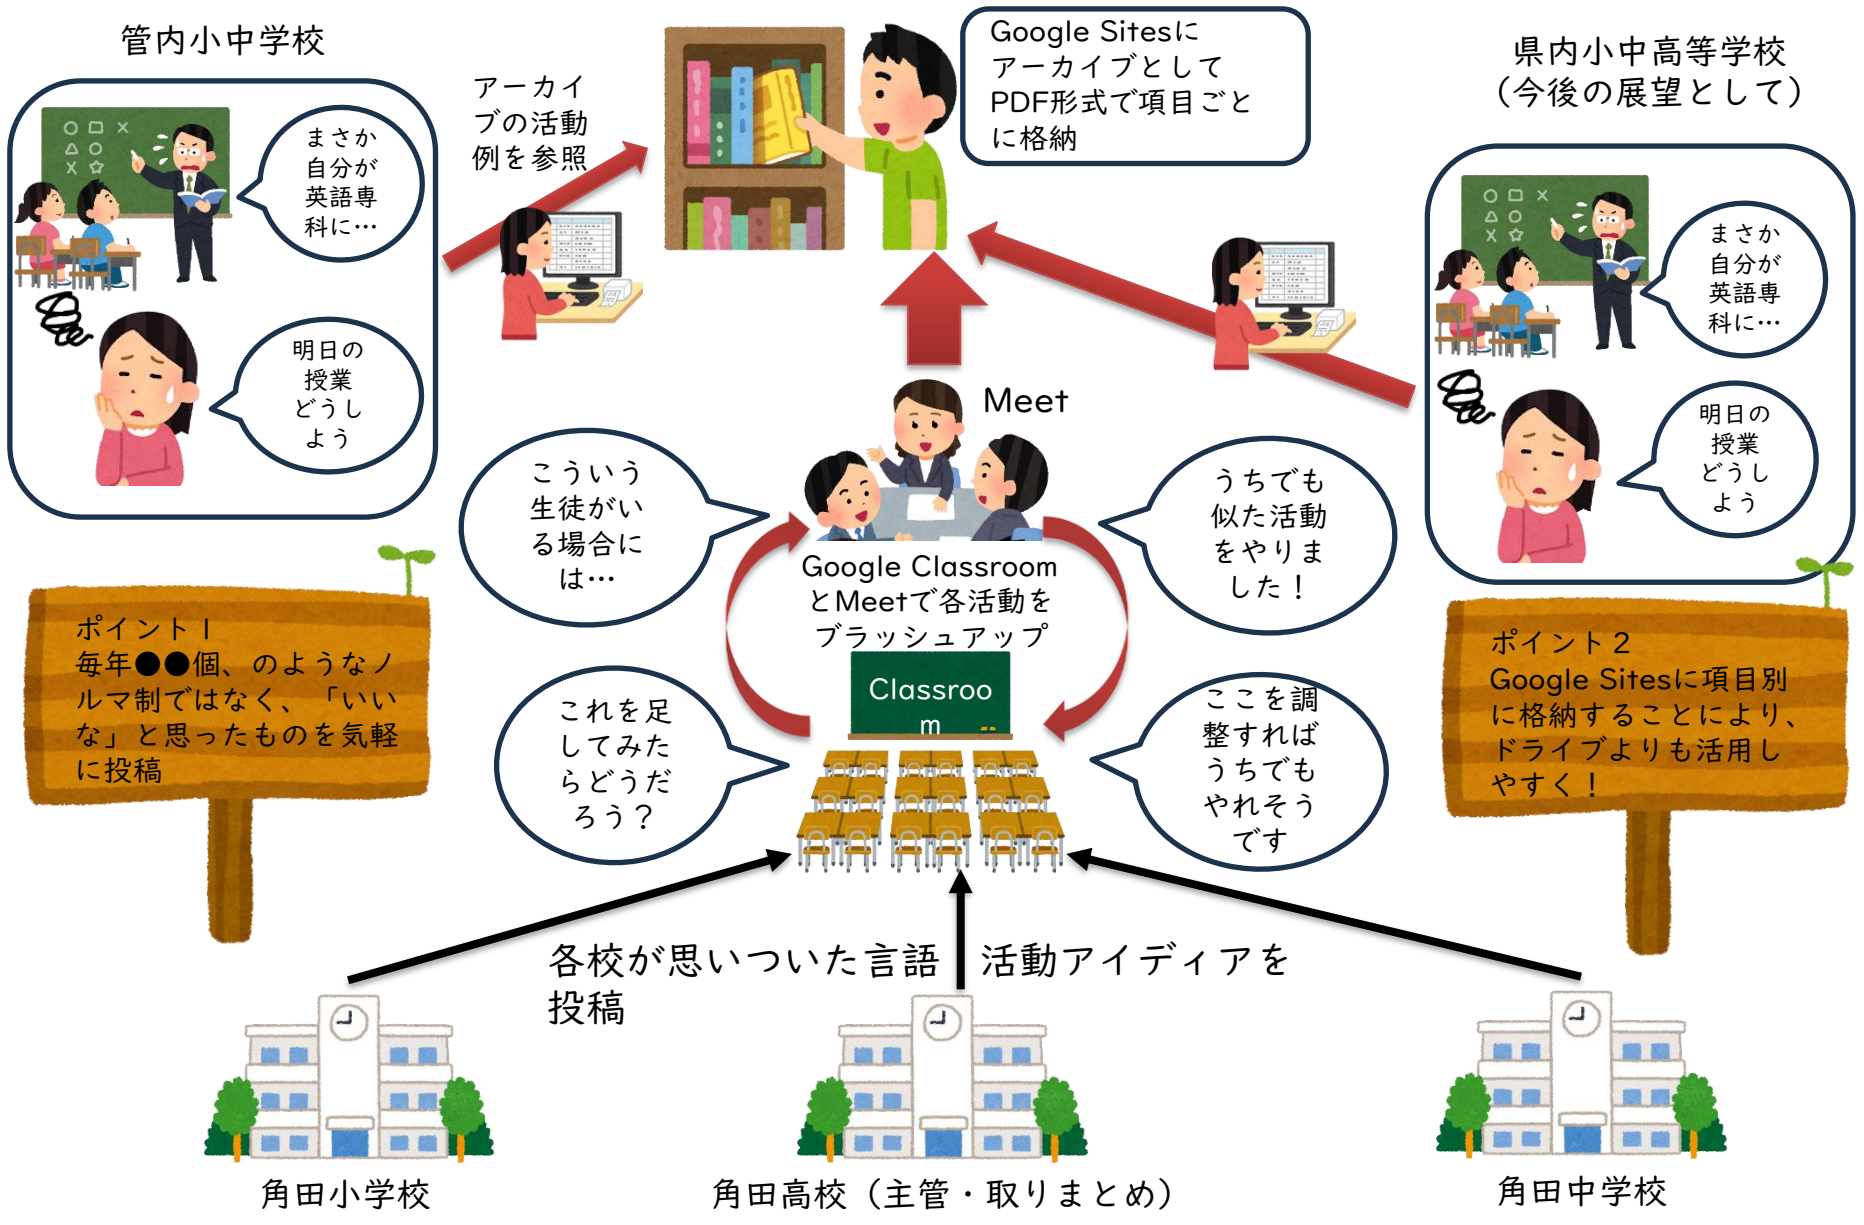 管内小中学校
まさか
自分が
英語専
科に…
明日の
授業
どうし
よう
アーカイ
ブの活動
例を参照
Google Sitesに
アーカイブとして
PDF形式で項目ごと
に格納
県内小中高等学校
（今後の展望として）
まさか
自分が
英語専
科に…
明日の
授業
どうし
よう
Meet
こういう
生徒がい
る場合に
は…
うちでも
似た活動
をやりま
した！
Google Classroom
とMeetで各活動を
ブラッシュアップ
Classroo
m
これを足
してみた
らどうだ
ろう？
ここを調
整すれば
うちでも
やれそう
です
ポイント１
毎年●●個、のようなノ
ルマ制ではなく、「いい
な」と思ったものを気軽
に投稿
ポイント２
Google Sitesに項目別
に格納することにより、
ドライブよりも活用し
やすく！
各校が思いついた言語 活動アイディアを
投稿
角田小学校
角田高校（主管・取りまとめ）
角田中学校